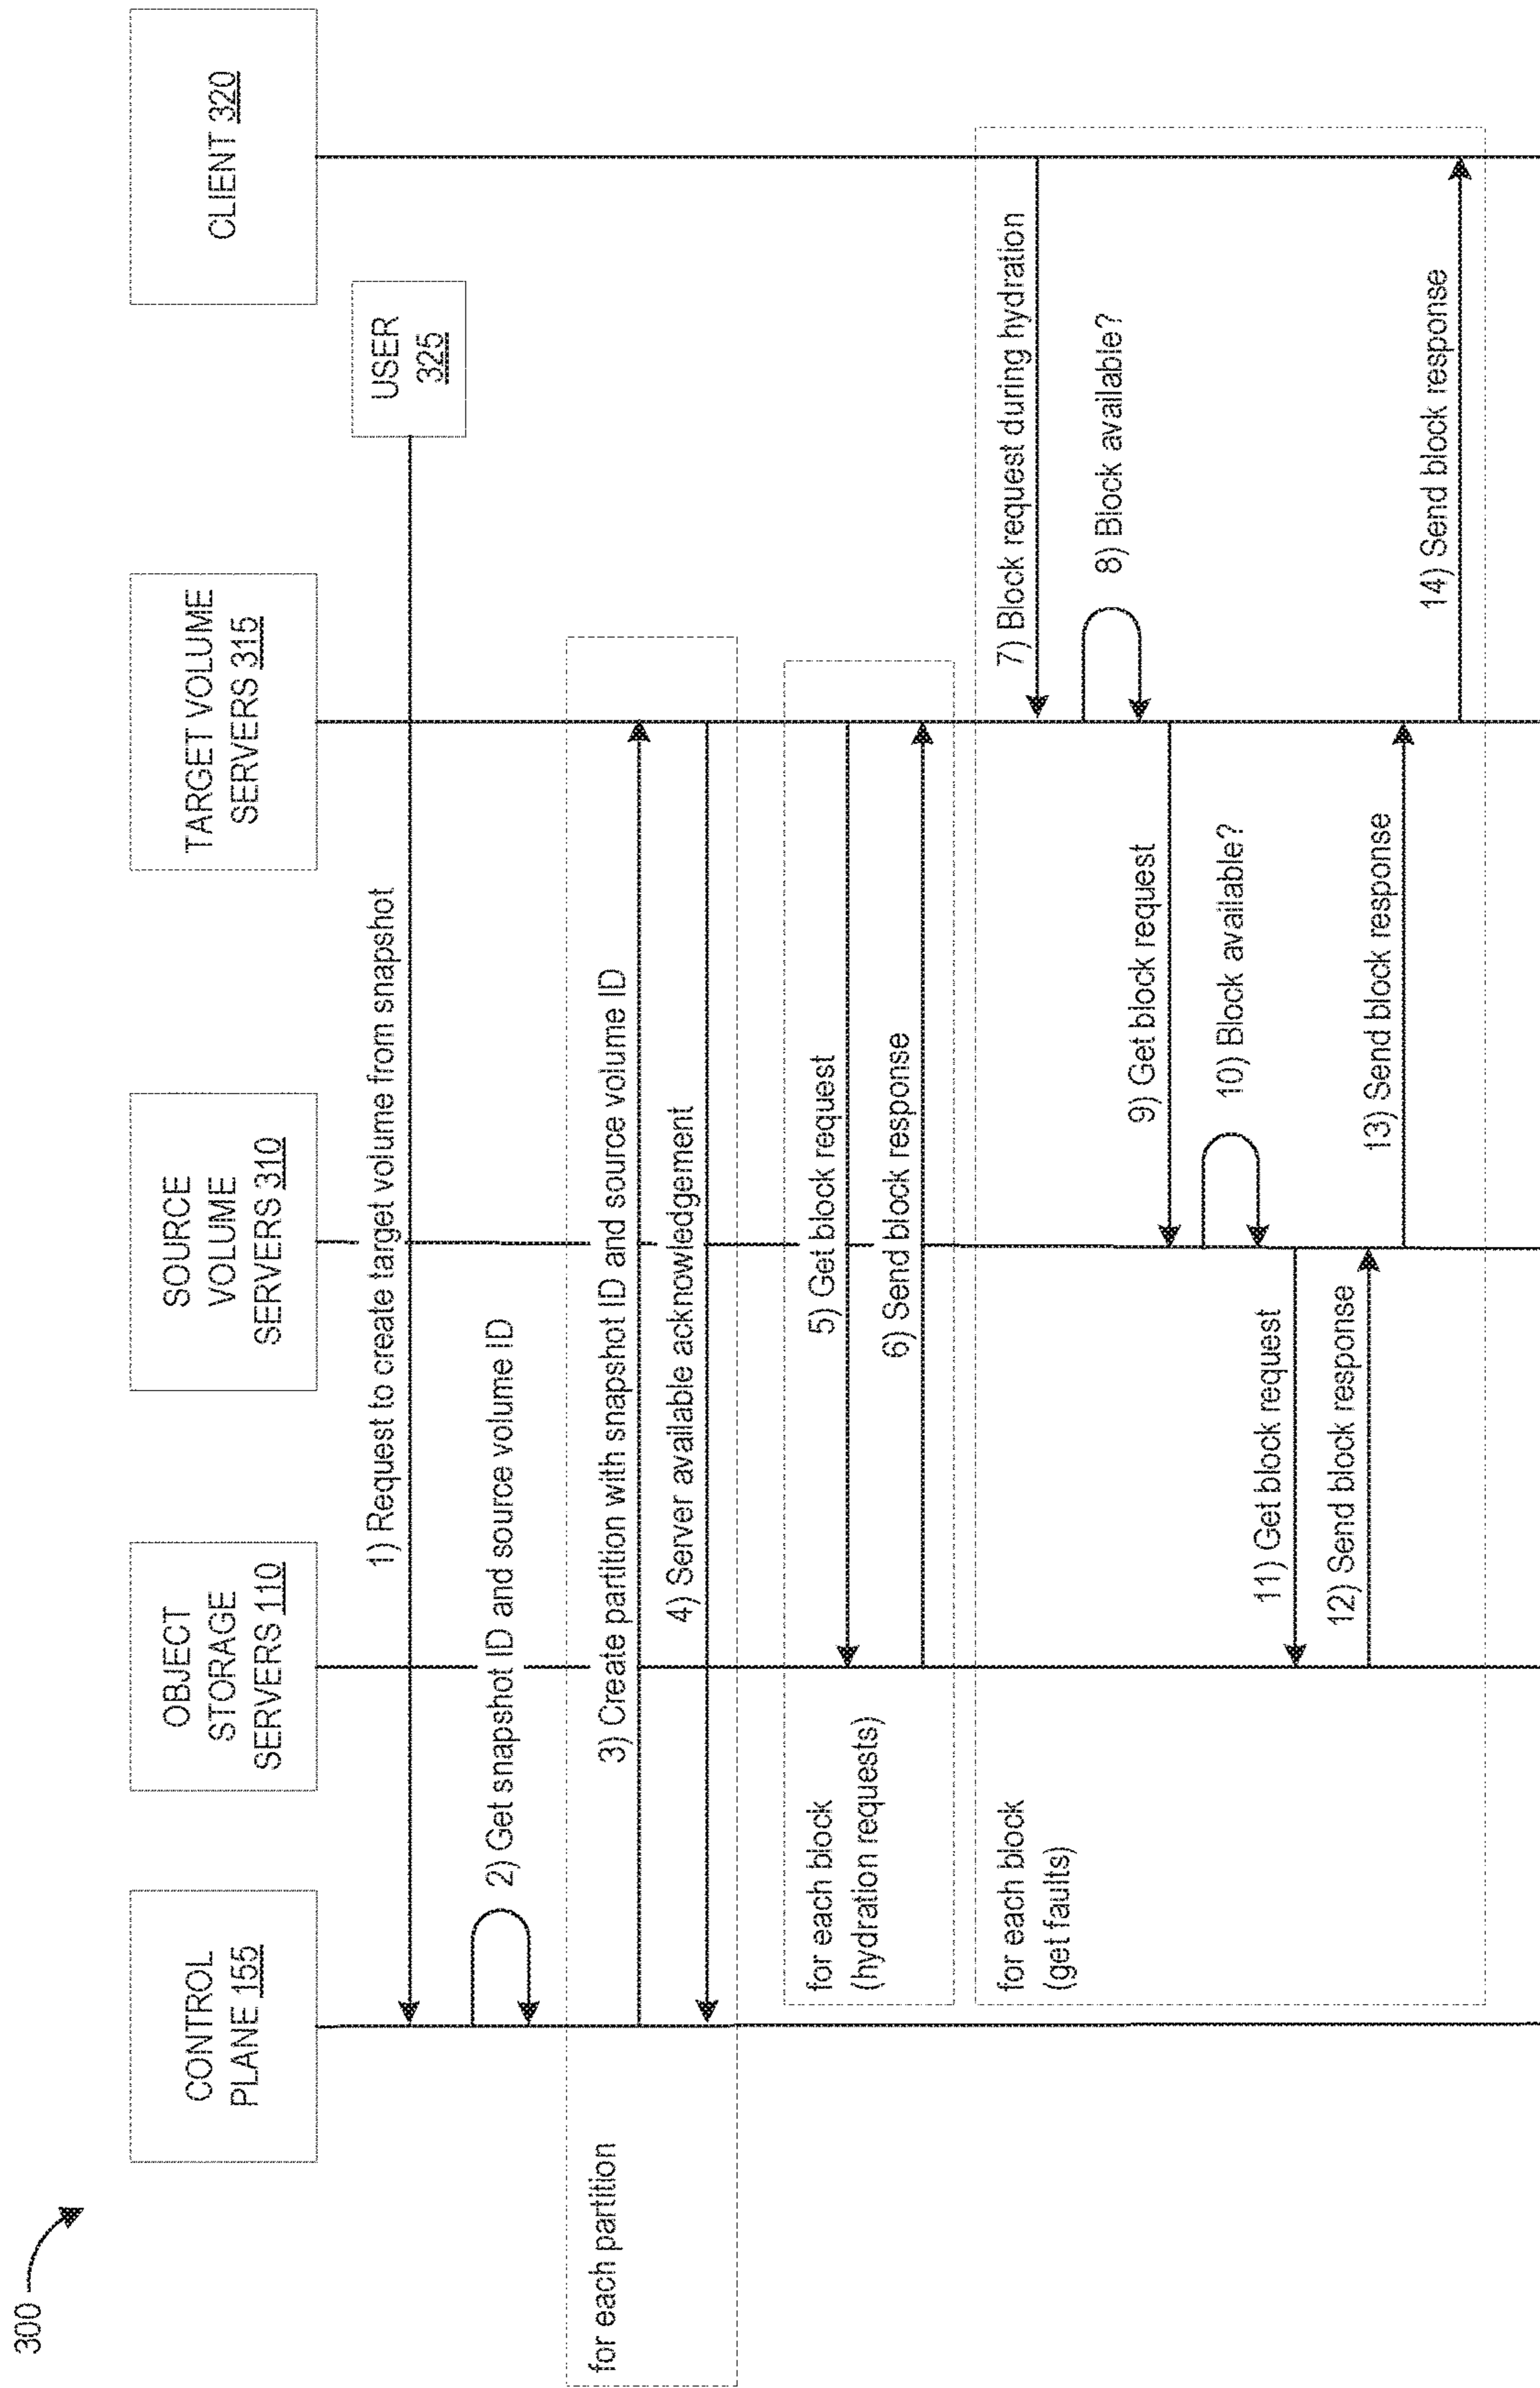 300
CONTROL
PLANE 155
OBJECT
STORAGE
SERVERS 110
SOURCE
VOLUME
SERVERS 310
TARGET VOLUME
SERVERS 315
CLIENT 320
USER
325
1) Request to create target volume from snapshot
2) Get snapshot ID and source volume ID
for each partition
3) Create partition with snapshot ID and source volume ID
4) Server available acknowledgement
for each block
(hydration requests)
5) Get block request
6) Send block response
for each block
(get faults)
7) Block request during hydration
8) Block available?
9) Get block request
10) Block available?
11) Get block request
12) Send block response
13) Send block response
14) Send block response